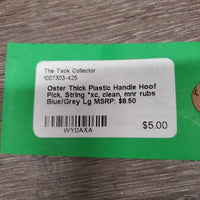 The Tack Collector
1007303-425
Oster Thick Plastic Handle Hoof
Pick, String *xc, clean, mnr rubs
Blue/Grey Lg MSRP: $8.50
WYDAXA
$5.00